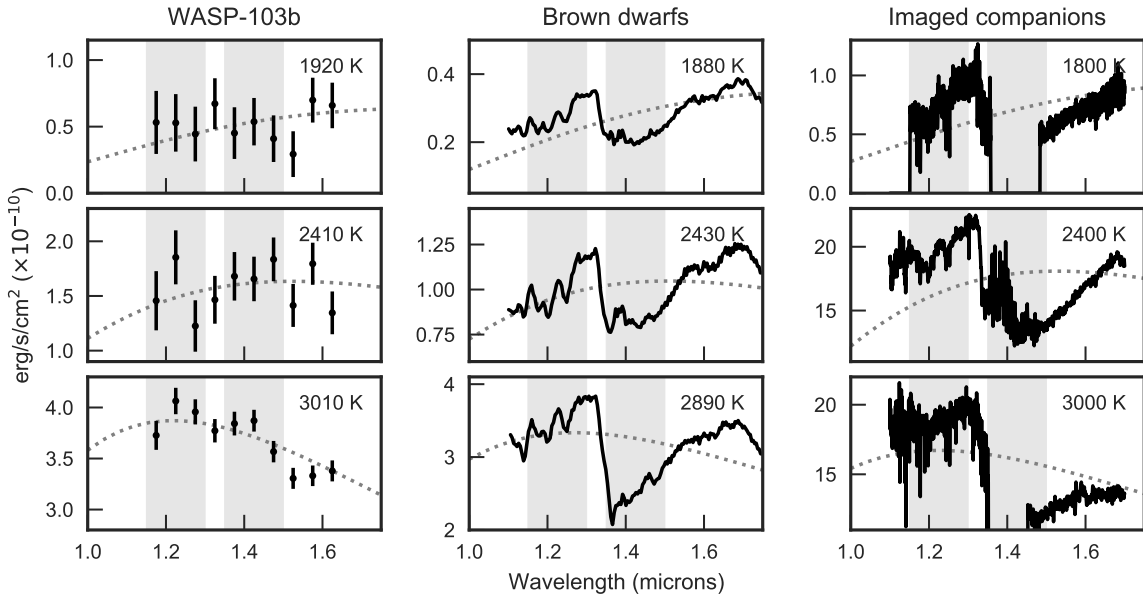 WASP-103b Brown dwarfs Imaged companions
1920 K 1880 K 1800 K
1.0 0.5 0.0
0.4 0.2
1.0 0.5 0.0
erg/s/cm² (×10⁻¹⁰)
2410 K 2430 K 2400 K
2.0 1.5 1.0
1.25 1.00 0.75
20 15
3010 K 2890 K 3000 K
4.0 3.5 3.0
4 3 2
20 15
1.0 1.2 1.4 1.6 1.0 1.2 1.4 1.6 1.0 1.2 1.4 1.6
Wavelength (microns)